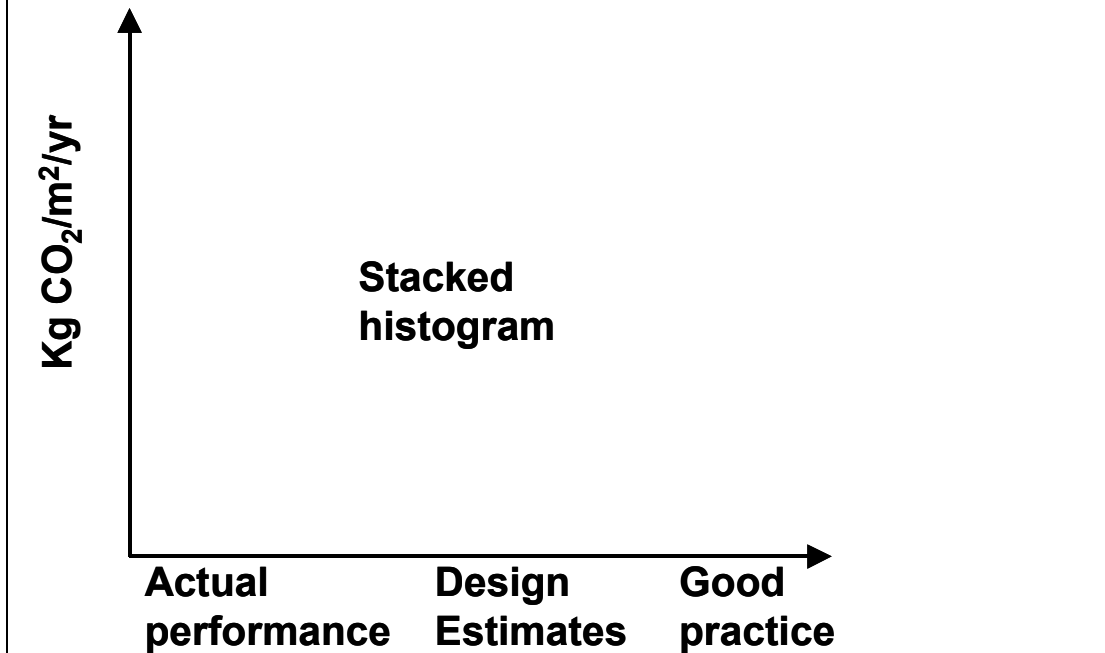 Kg CO₂/m²/yr
Stacked
histogram
Actual
performance
Design
Estimates
Good
practice